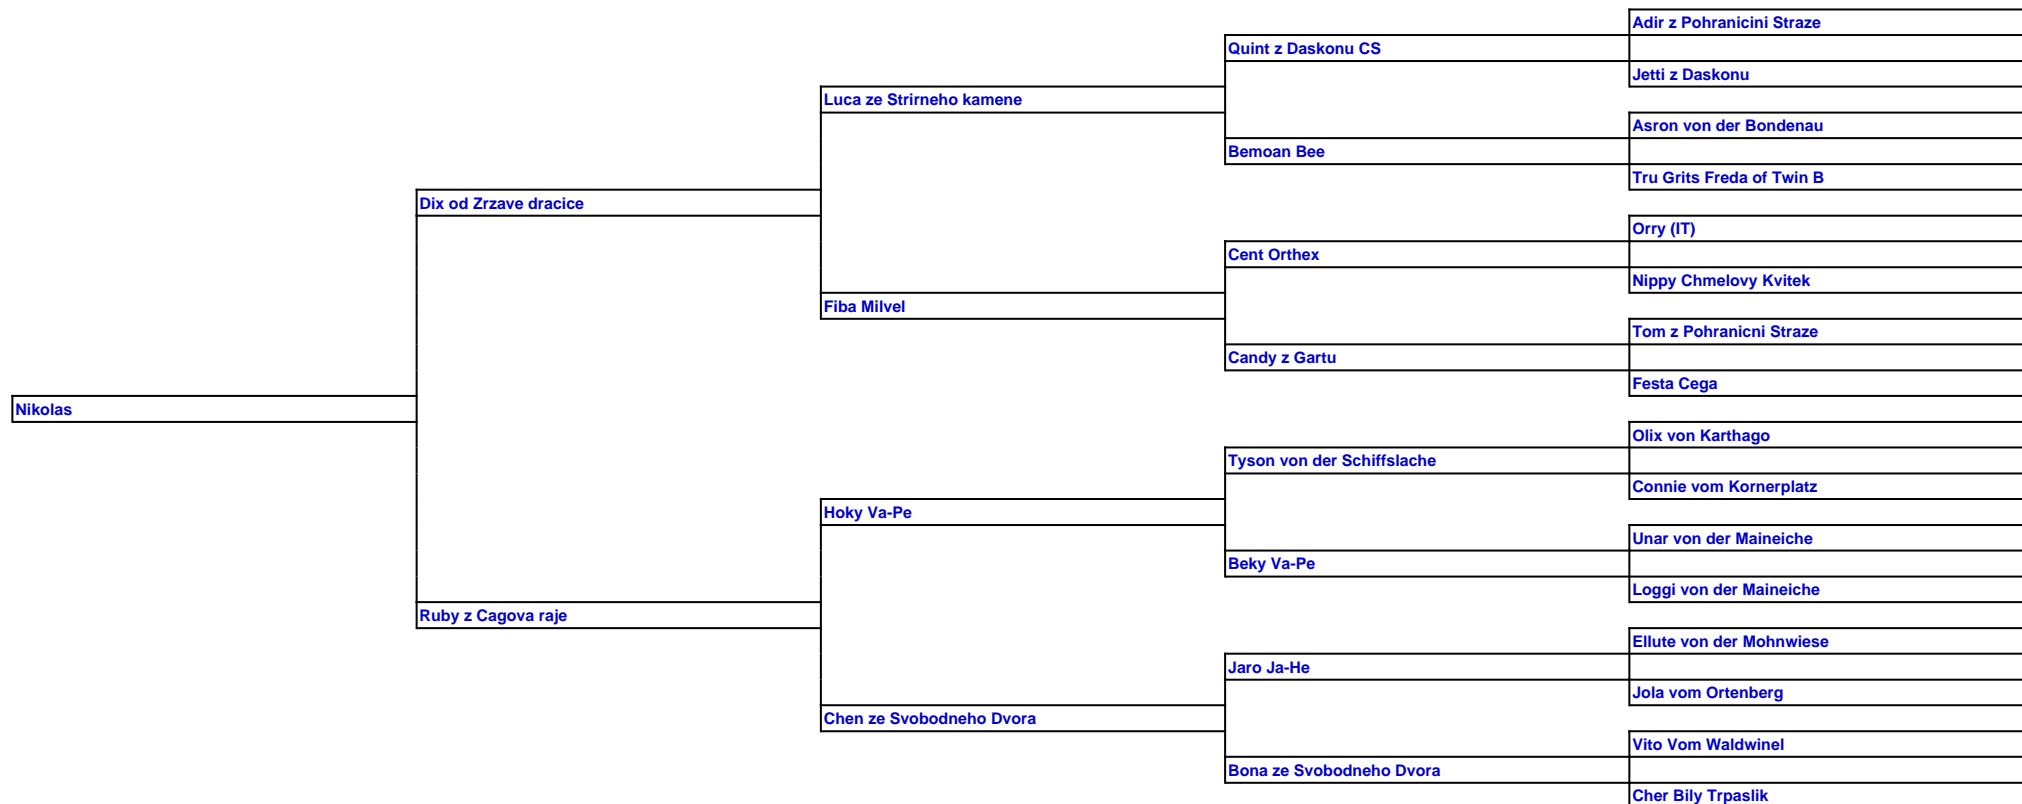 Adir z Pohranicini Straze
Quint z Daskonu CS
Jetti z Daskonu
Luca ze Strirneho kamene
Asron von der Bondenau
Bemoan Bee
Tru Grits Freda of Twin B
Dix od Zrzave dracice
Orry (IT)
Cent Orthex
Nippy Chmelovy Kvitek
Fiba Milvel
Tom z Pohranicni Straze
Candy z Gartu
Festa Cega
Nikolas
Olix von Karthago
Tyson von der Schiffslache
Connie vom Kornerplatz
Hoky Va-Pe
Unar von der Maineiche
Beky Va-Pe
Loggi von der Maineiche
Ruby z Cagova raje
Ellute von der Mohnwiese
Jaro Ja-He
Jola vom Ortenberg
Chen ze Svobodneho Dvora
Vito Vom Waldwinel
Bona ze Svobodneho Dvora
Cher Bily Trpaslik